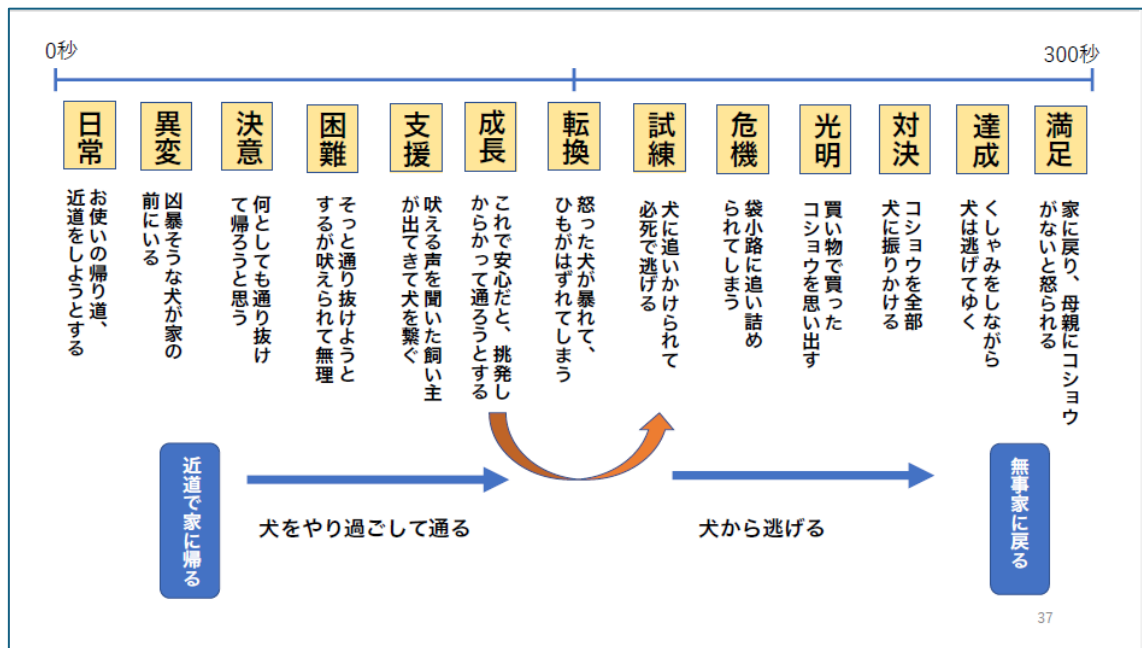 0秒
300秒
日常
異変
決意
困難
支援
成長
転換
試練
危機
光明
対決
達成
満足
お使いの帰り道、
近道をしようとする
凶暴そうな犬が家の
前にいる
何としても通り抜け
て帰ろうと思う
そっと通り抜けようと
するが吠えられて無理
吠える声を聞いた飼い主
が出てきて犬を繋ぐ
これで安心だと、挑発し
からかって通ろうとする
怒った犬が暴れて、
ひもがはずれてしまう
犬に追いかけられて
必死で逃げる
袋小路に追い詰め
られてしまう
買い物で買った
コショウを思い出す
コショウを全部
犬に振りかける
くしゃみをしながら
犬は逃げてゆく
家に戻り、母親にコショウ
がないと怒られる
近道で家に帰る
犬をやり過ごして通る
犬から逃げる
無事家に戻る
37